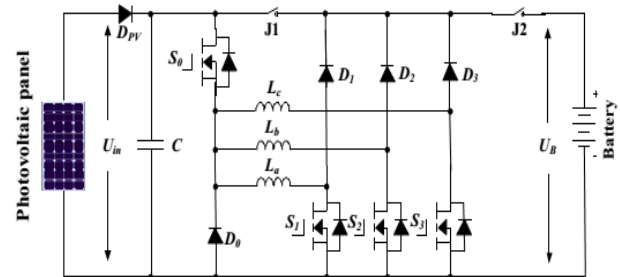 J1
J2
D_PV
S_0
D_1
D_2
D_3
L_c
L_b
L_a
Photovoltaic panel
U_in
C
U_B
+
-
Battery
S_1
S_2
S_3
D_0